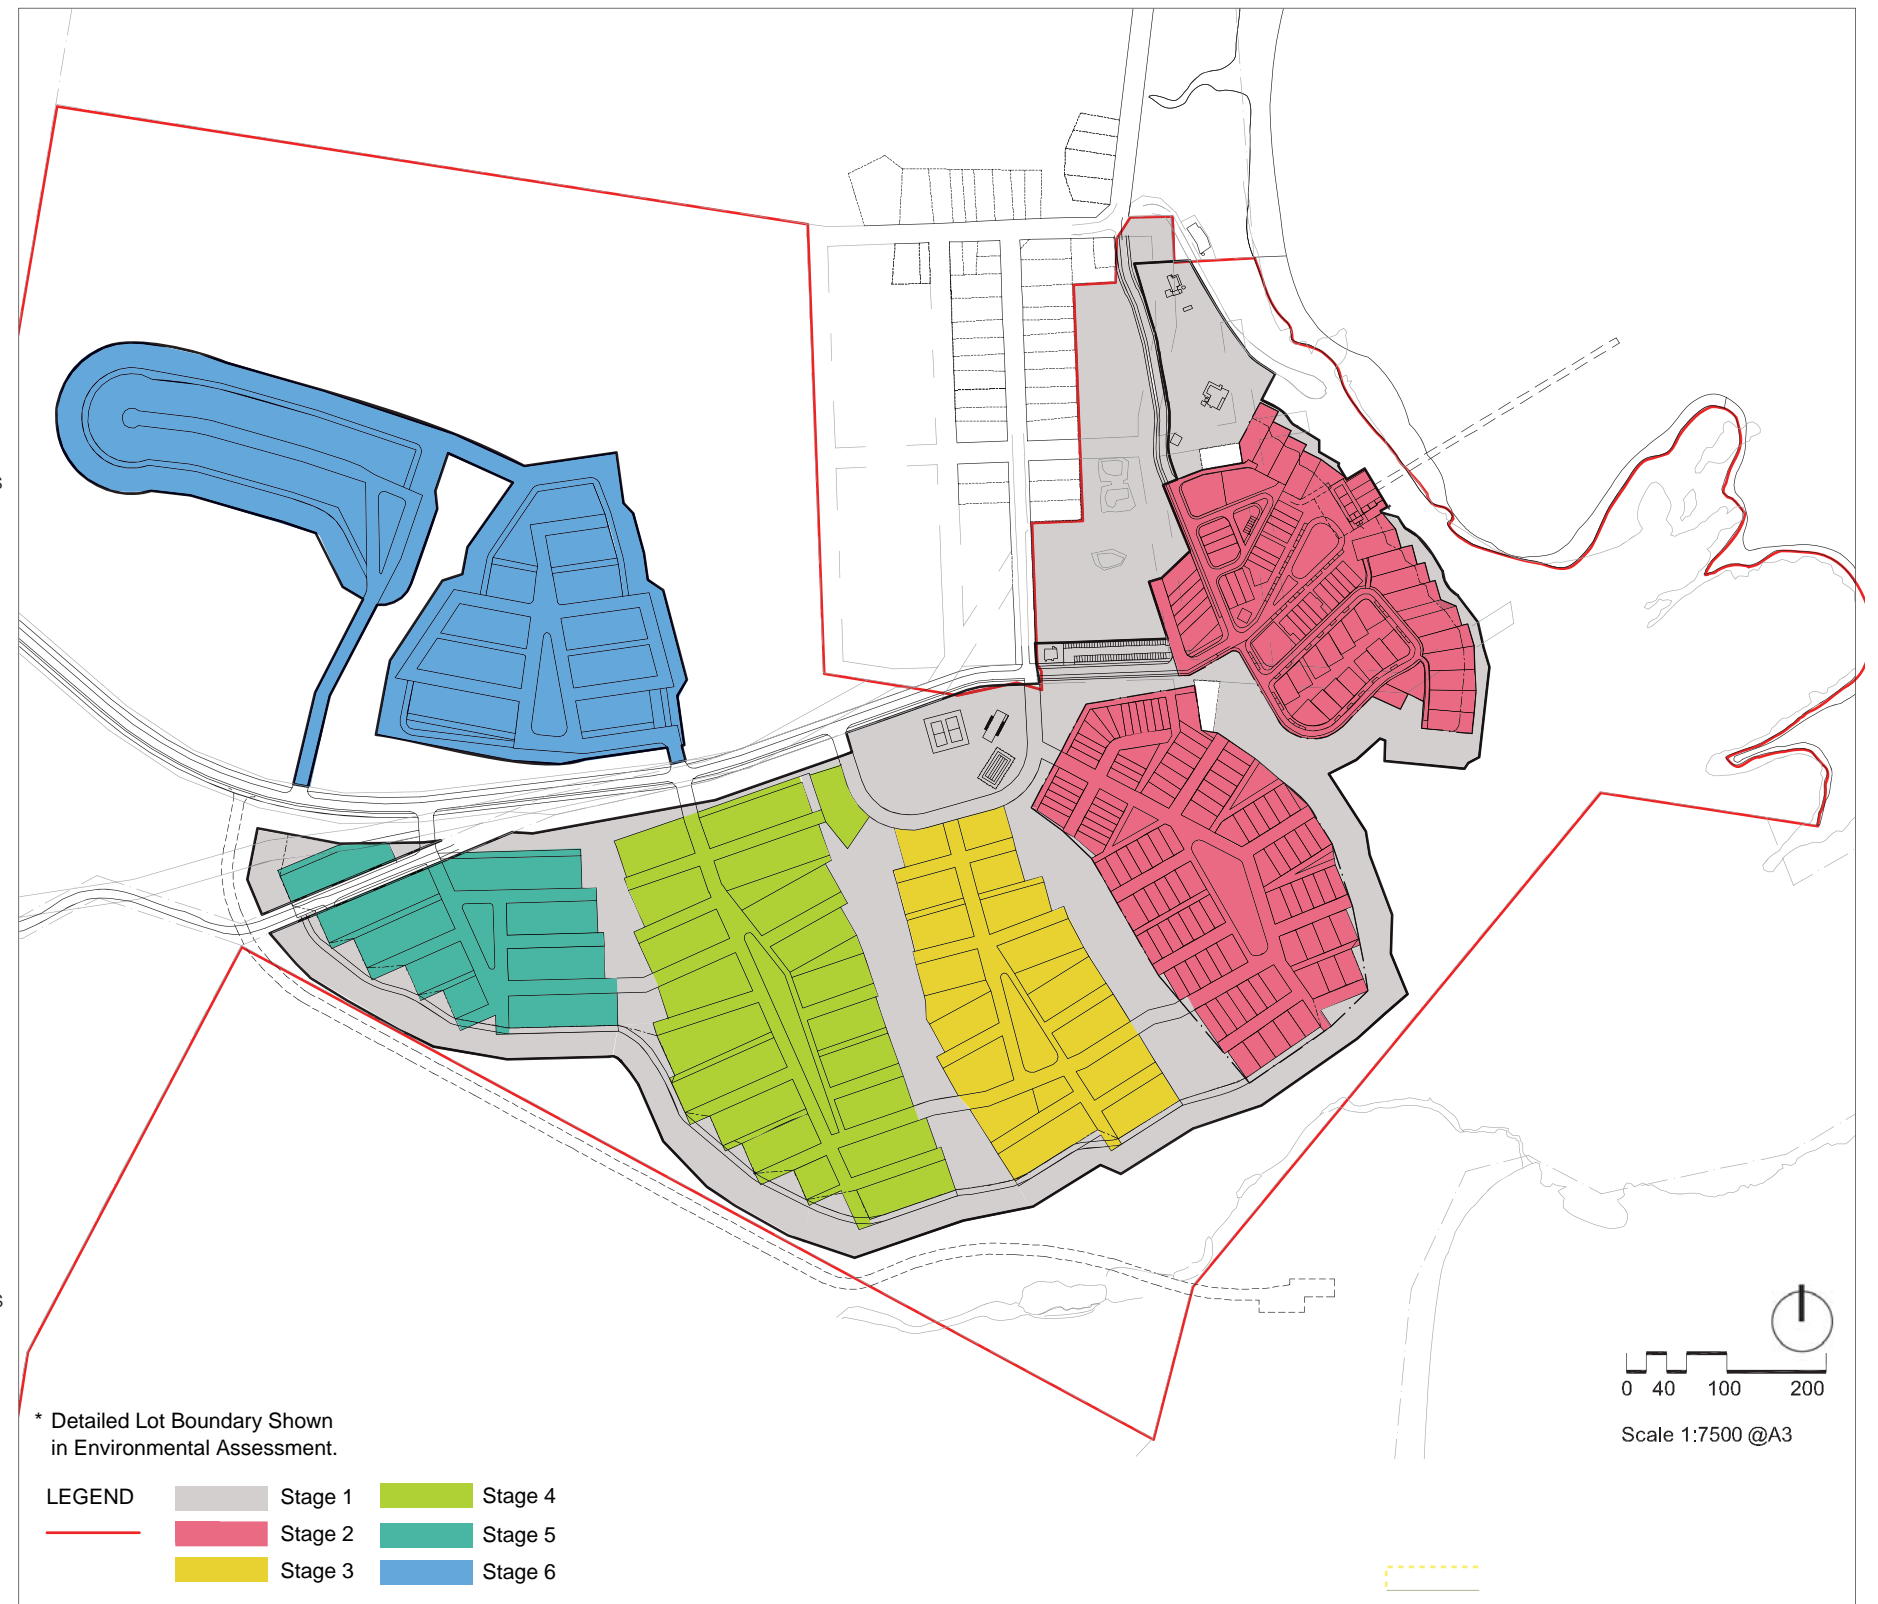 s
s
0 40 100 200
Scale 1:7500 @A3
* Detailed Lot Boundary Shown
in Environmental Assessment.
LEGEND
Stage 1
Stage 2
Stage 3
Stage 4
Stage 5
Stage 6